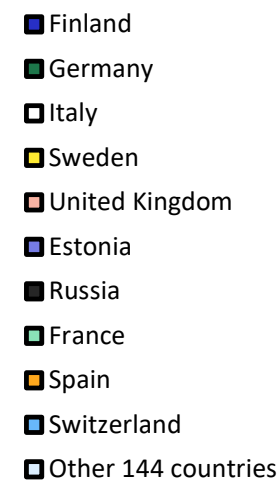 Finland
Germany
Italy
Sweden
United Kingdom
Estonia
Russia
France
Spain
Switzerland
Other 144 countries